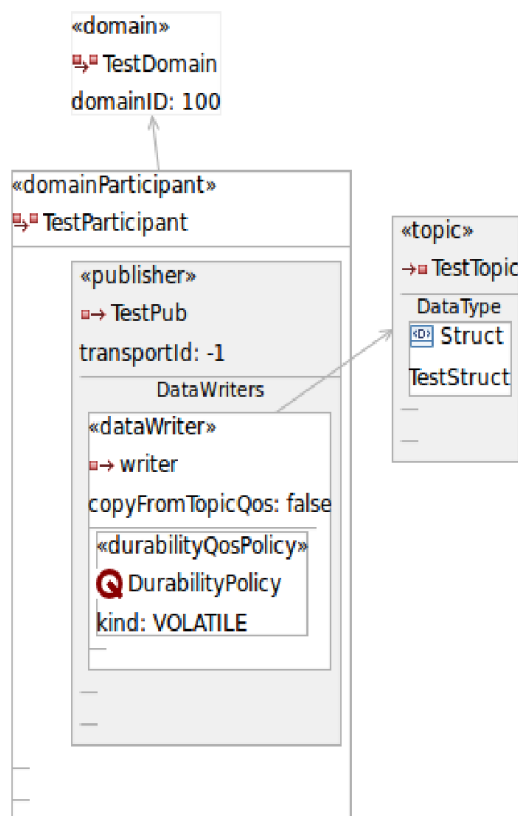 «domain»
TestDomain
domainID: 100
«domainParticipant»
TestParticipant
«publisher»
TestPub
transportId: -1
DataWriters
«dataWriter»
writer
copyFromTopicQos: false
«durabilityQosPolicy»
Q DurabilityPolicy
kind: VOLATILE
«topic»
TestTopic
DataType
«D» Struct
TestStruct